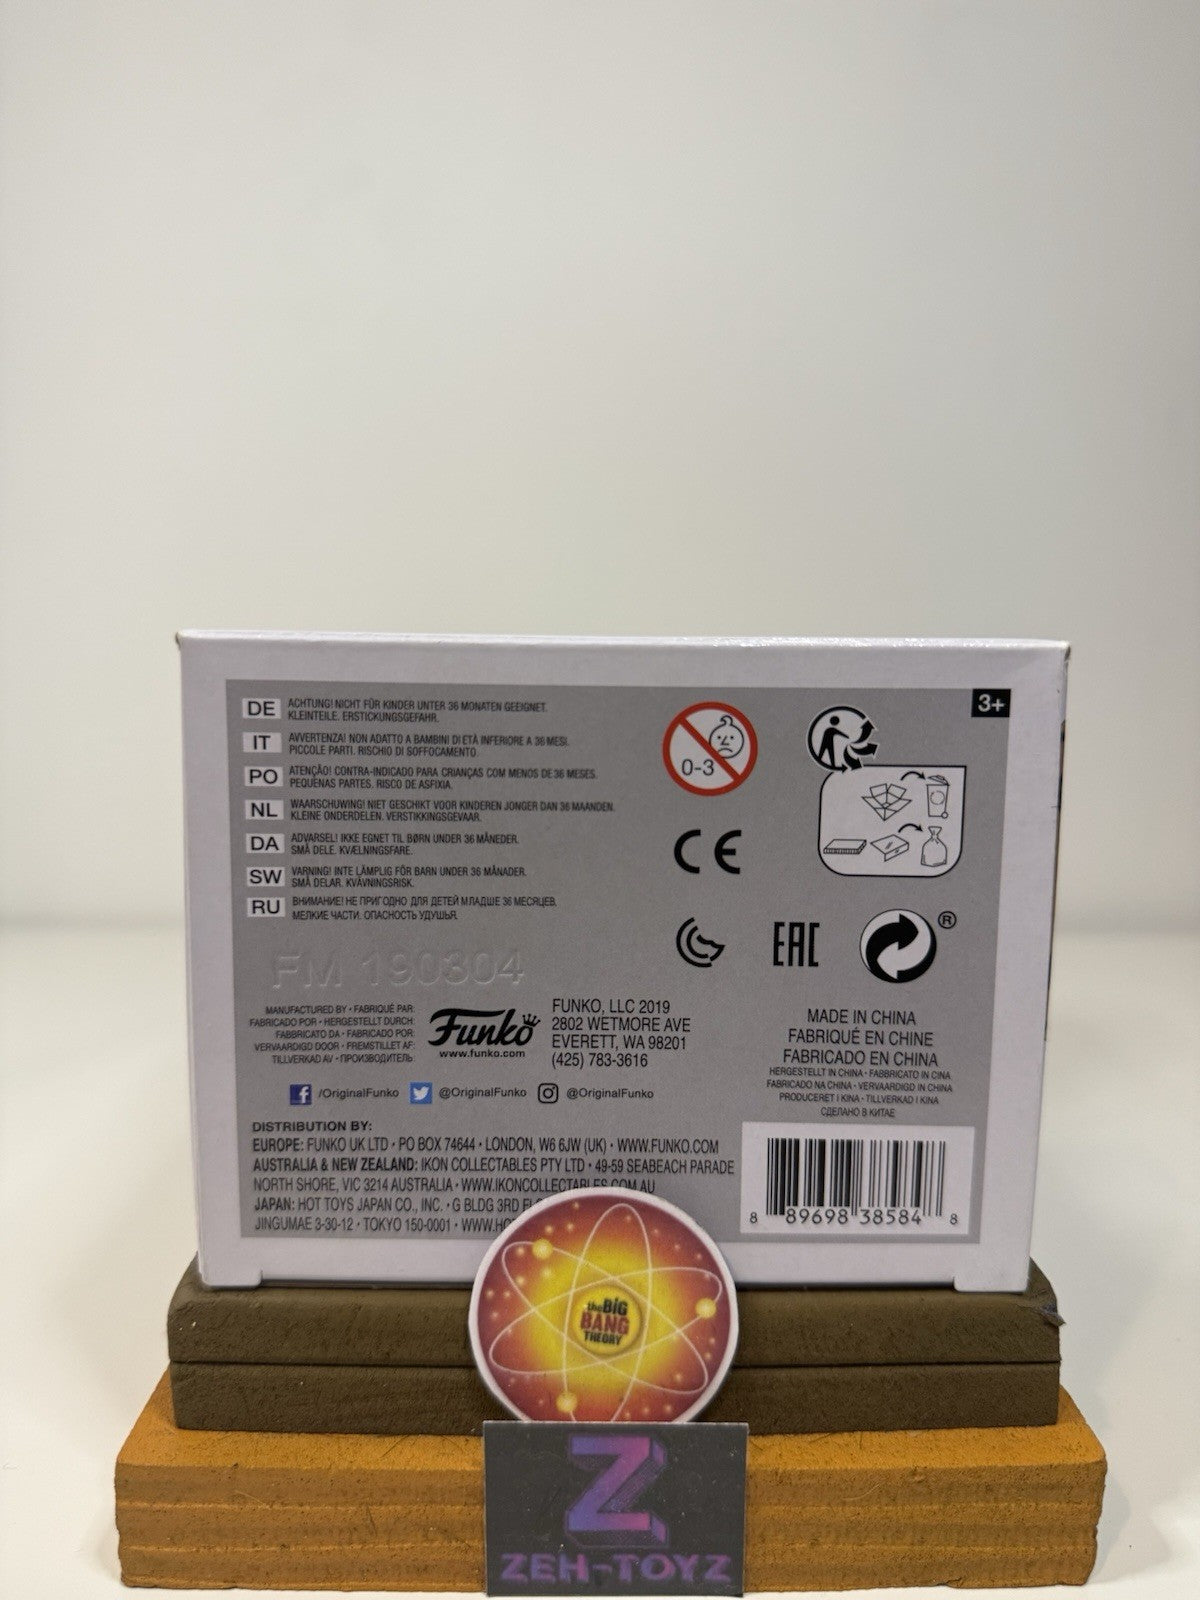 3+
DE ACHTUNG! NICHT FÜR KINDER UNTER 36 MONATEN GEEIGNET.
KLEINTEILE. ERSTICKUNGSGEFAHR.
IT AVVERTENZA! NON ADATTO A BAMBINI DI ETÀ INFERIORE A 36 MESI.
PICCOLE PARTI. RISCHIO DI SOFFOCAMENTO.
PO ATENÇÃO! CONTRA-INDICADO PARA CRIANÇAS COM MENOS DE 36 MESES.
PEQUENAS PARTES. RISCO DE ASFIXIA.
NL WAARSCHUWING! NIET GESCHIKT VOOR KINDEREN JONGER DAN 36 MAANDEN.
KLEINE ONDERDELEN. VERSTIKKINGSGEVAAR.
DA ADVARSEL! IKKE EGNET TIL BØRN UNDER 36 MÅNEDER.
SMÅ DELE. KVÆLNINGSFARE.
SW VARNING! INTE LÄMPLIG FÖR BARN UNDER 36 MÅNADER.
SMÅ DELAR. KVÄVNINGSRISK.
RU ВНИМАНИЕ! НЕ ПРИГОДНО ДЛЯ ДЕТЕЙ МЛАДШЕ 36 МЕСЯЦЕВ.
МЕЛКИЕ ЧАСТИ. ОПАСНОСТЬ УДУШЬЯ.
0-3
CE
EAC
®
FM 190304
MANUFACTURED BY • FABRIQUÉ PAR:
FABRICADO POR • HERGESTELLT DURCH:
FABBRICATO DA • FABRICADO POR:
VERVAARDIGD DOOR • FREMSTILLET AF:
TILLVERKAD AV • ПРОИЗВОДИТЕЛЬ:
Funko
www.funko.com
FUNKO, LLC 2019
2802 WETMORE AVE
EVERETT, WA 98201
(425) 783-3616
MADE IN CHINA
FABRIQUÉ EN CHINE
FABRICADO EN CHINA
HERGESTELLT IN CHINA • FABBRICATO IN CINA
FABRICADO NA CHINA • VERVAARDIGD IN CHINA
PRODUCERET I KINA • TILLVERKAD I KINA
СДЕЛАНО В КИТАЕ
/OriginalFunko @OriginalFunko @OriginalFunko
DISTRIBUTION BY:
EUROPE: FUNKO UK LTD • PO BOX 74644 • LONDON, W6 6JW (UK) • WWW.FUNKO.COM
AUSTRALIA & NEW ZEALAND: IKON COLLECTABLES PTY LTD • 49-59 SEABEACH PARADE
NORTH SHORE, VIC 3214 AUSTRALIA • WWW.IKONCOLLECTABLES.COM.AU
JAPAN: HOT TOYS JAPAN CO., INC. • G BLDG 3RD
JINGUMAE 3-30-12 • TOKYO 150-0001
8 89698 38584 8
the BIG
BANG
THEORY
Z
ZEH-TOYZ